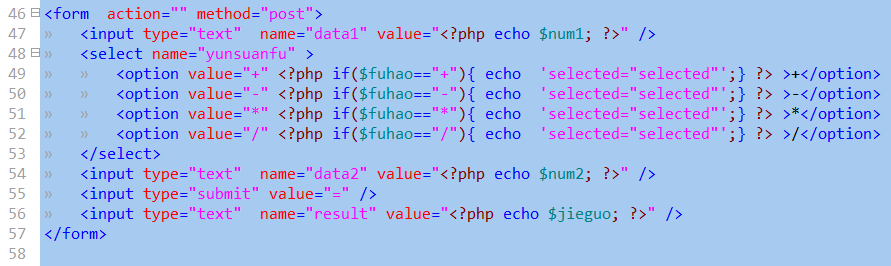 46 <form  action="" method="post">
47 » <input type="text"  name="data1" value="<?php echo $num1; ?>" />
48 » <select name="yunsuanfu" >
49 » » <option value="+" <?php if($fuhao=="+"){ echo  'selected="selected"';} ?> >+</option>
50 » » <option value="-" <?php if($fuhao=="-"){ echo  'selected="selected"';} ?> >-</option>
51 » » <option value="*" <?php if($fuhao=="*"){ echo  'selected="selected"';} ?> >*</option>
52 » » <option value="/" <?php if($fuhao=="/"){ echo  'selected="selected"';} ?> >/</option>
53 » </select>
54 » <input type="text"  name="data2" value="<?php echo $num2; ?>" />
55 » <input type="submit" value="=" />
56 » <input type="text"  name="result" value="<?php echo $jieguo; ?>" />
57 </form>
58